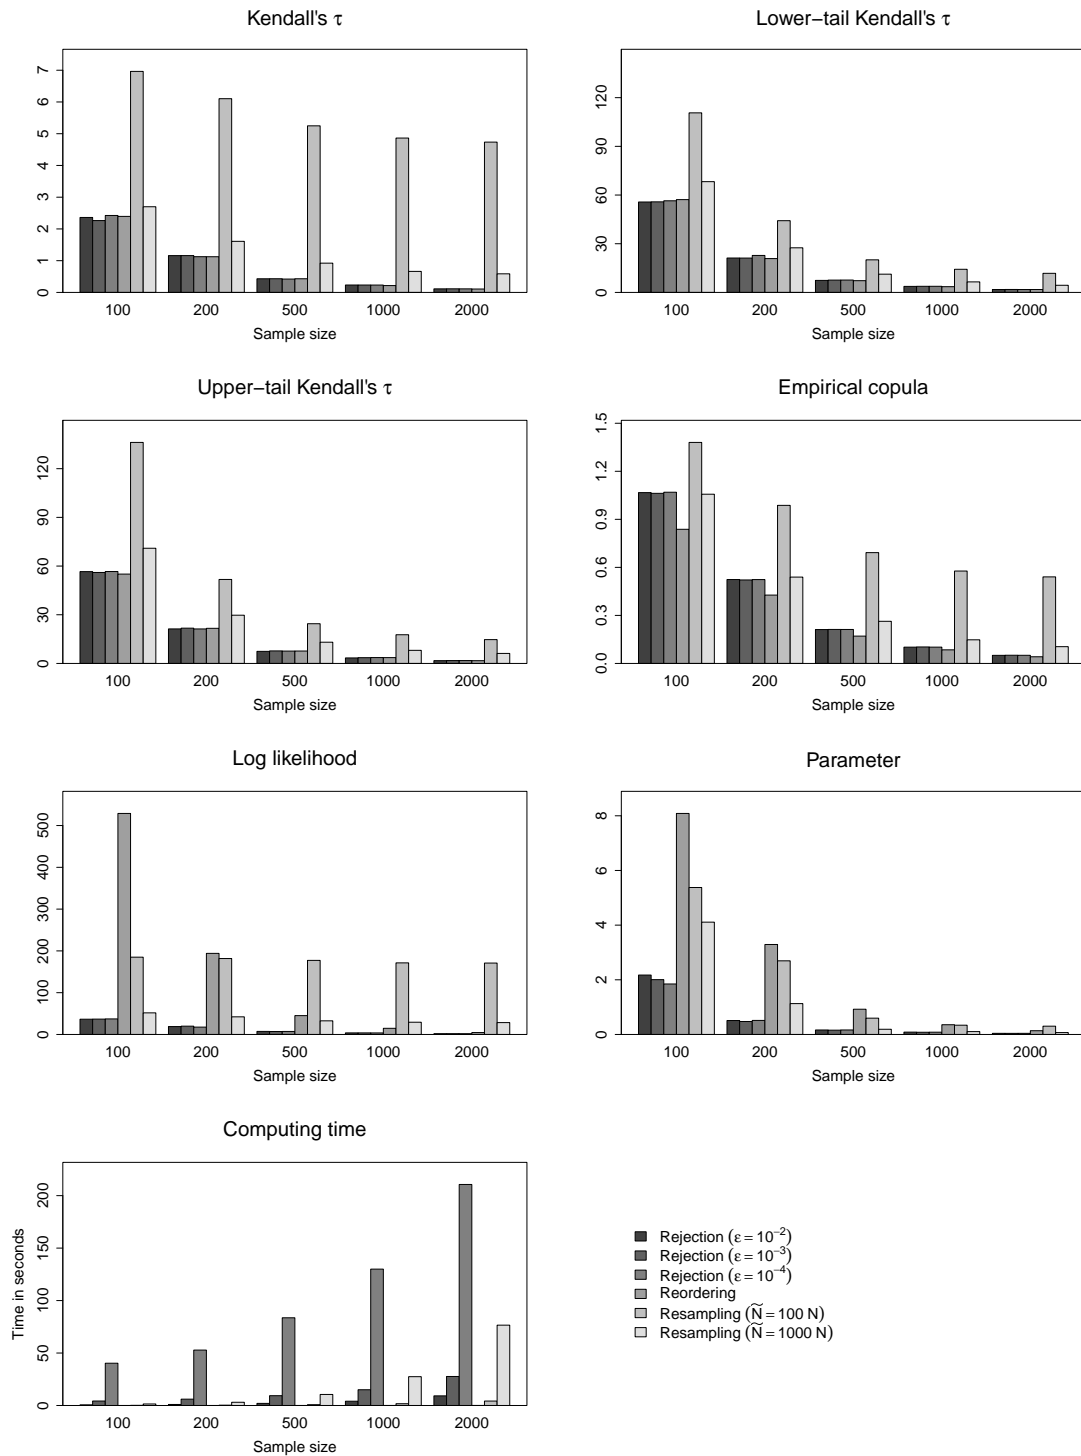 Kendall's τ
7
6
5
4
3
2
1
0
100 200 500 1000 2000
Sample size
Lower−tail Kendall's τ
120
90
60
30
0
100 200 500 1000 2000
Sample size
Upper−tail Kendall's τ
120
90
60
30
0
100 200 500 1000 2000
Sample size
Empirical copula
1.5
1.2
0.9
0.6
0.3
0.0
100 200 500 1000 2000
Sample size
Log likelihood
500
400
300
200
100
0
100 200 500 1000 2000
Sample size
Parameter
8
6
4
2
0
100 200 500 1000 2000
Sample size
Computing time
Time in seconds
200
150
100
50
0
100 200 500 1000 2000
Sample size
Rejection (ε = 10⁻²)
Rejection (ε = 10⁻³)
Rejection (ε = 10⁻⁴)
Reordering
Resampling (Ñ = 100 N)
Resampling (Ñ = 1000 N)